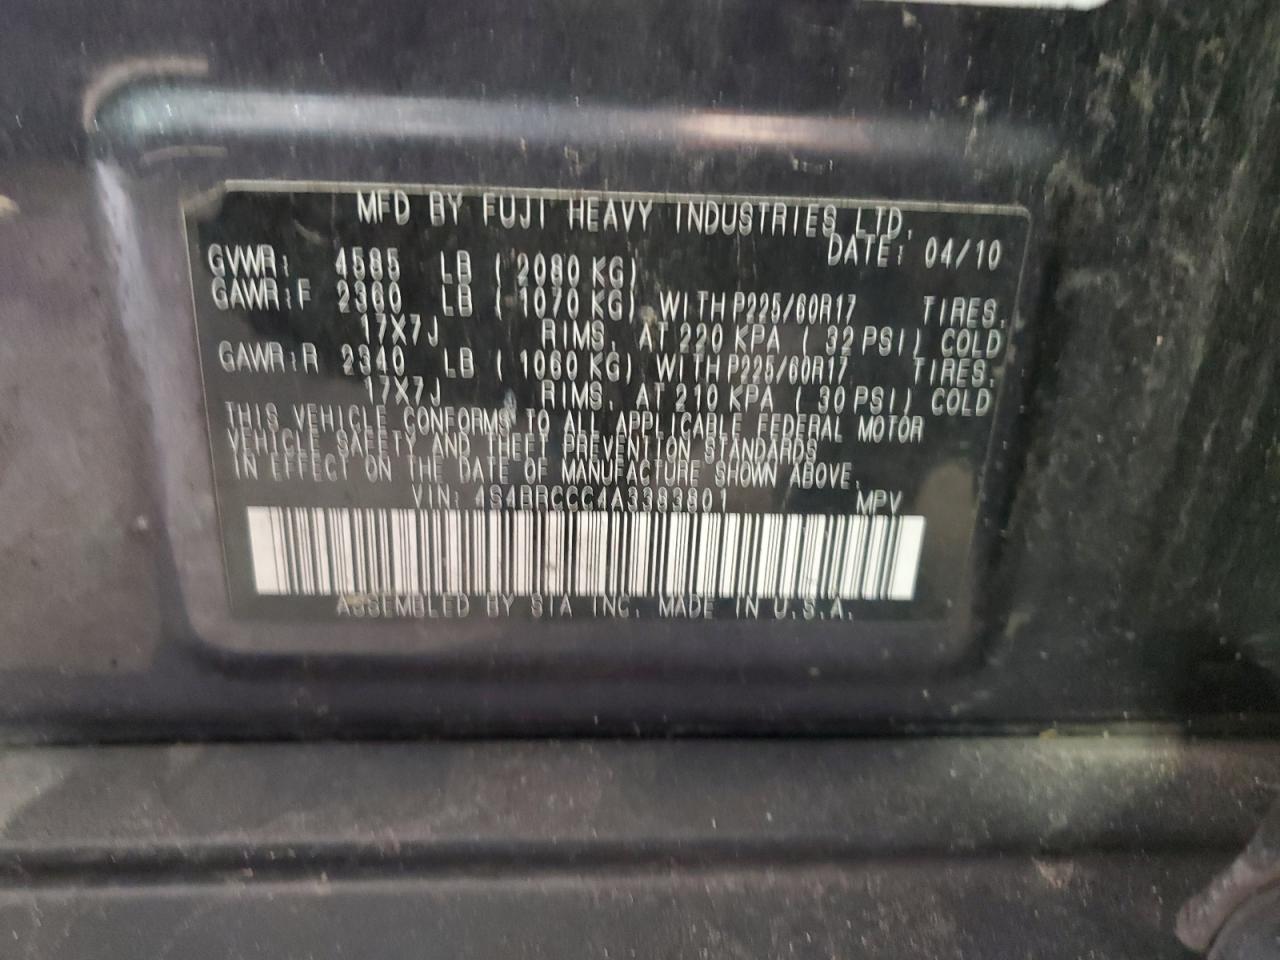 MFD BY FUJI HEAVY INDUSTRIES LTD.
DATE: 04/10
GVWR: 4585 LB (2080 KG)
GAWR:F 2360 LB (1070 KG) WITH P225/60R17 TIRES,
17X7J RIMS, AT 220 KPA (32 PSI) COLD
GAWR:R 2340 LB (1060 KG) WITH P225/60R17 TIRES,
17X7J RIMS, AT 210 KPA (30 PSI) COLD
THIS VEHICLE CONFORMS TO ALL APPLICABLE FEDERAL MOTOR
VEHICLE SAFETY AND THEFT PREVENTION STANDARDS
IN EFFECT ON THE DATE OF MANUFACTURE SHOWN ABOVE.
VIN: 4S4BRCCC4A3383801 MPV
ASSEMBLED BY SIA INC. MADE IN U.S.A.